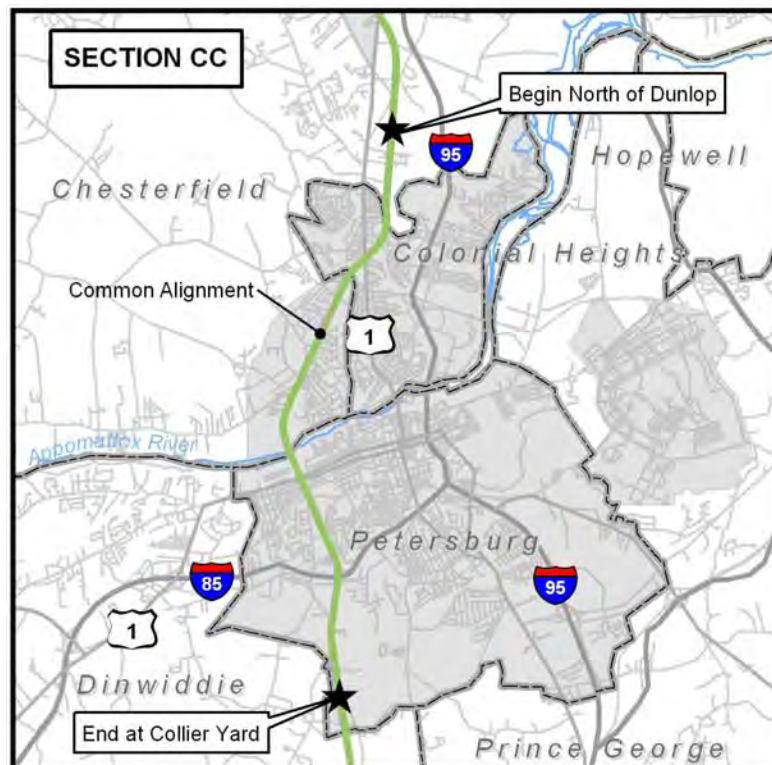 SECTION CC
Begin North of Dunlop
95
Hopewell
Chesterfield
Colonial Heights
Common Alignment
1
Appomattox River
Petersburg
85
95
1
Dinwiddie
End at Collier Yard
Prince George